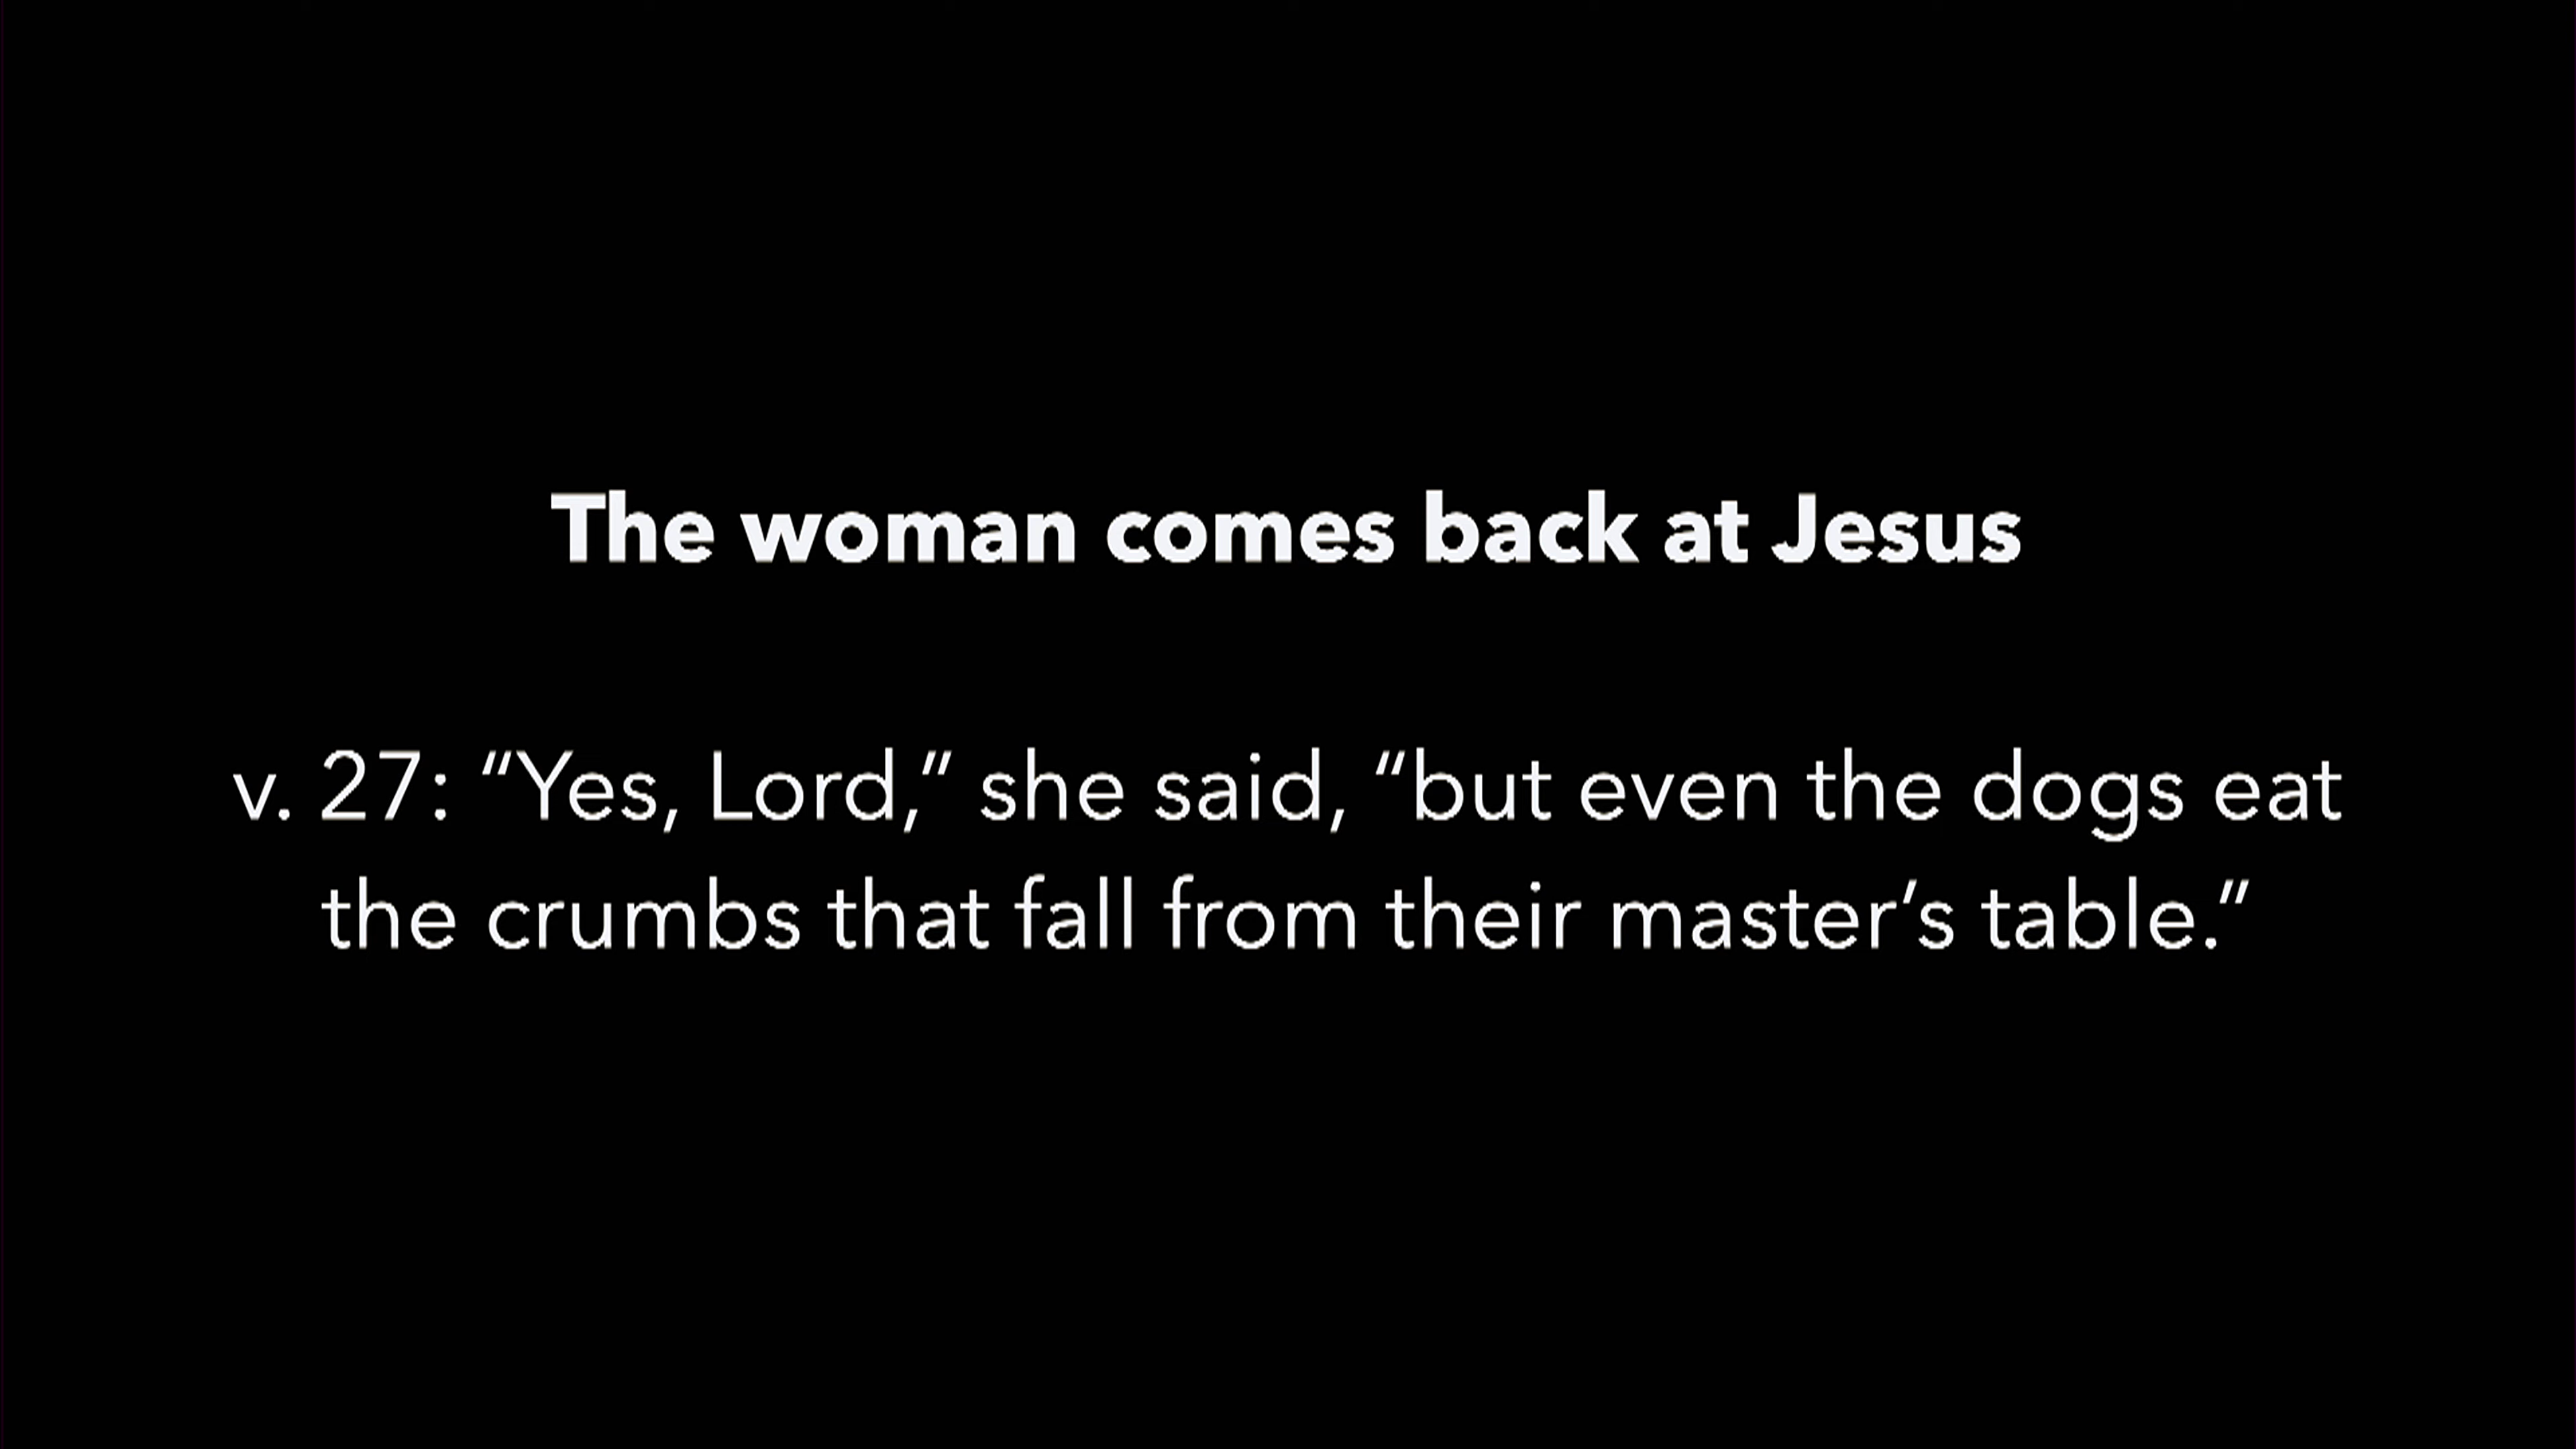 The woman comes back at Jesus
v. 27: “Yes, Lord,” she said, “but even the dogs eat
the crumbs that fall from their master’s table.”